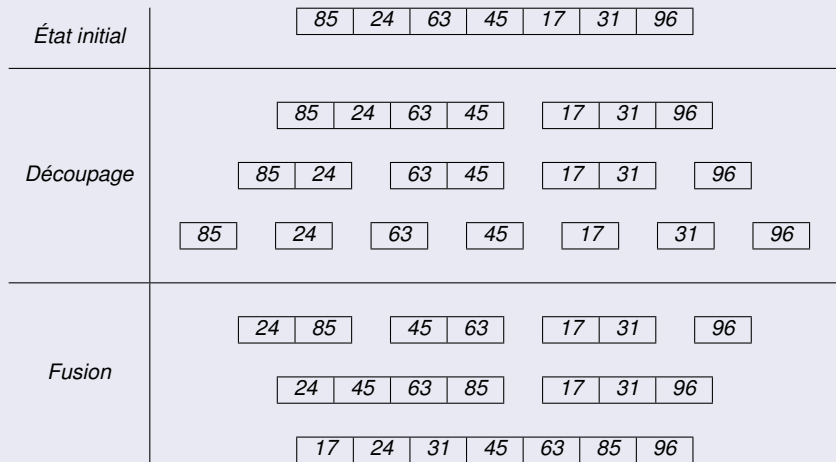 État initial
85 24 63 45 17 31 96
Découpage
85 24 63 45 17 31 96
85 24 63 45 17 31 96
85 24 63 45 17 31 96
Fusion
24 85 45 63 17 31 96
24 45 63 85 17 31 96
17 24 31 45 63 85 96